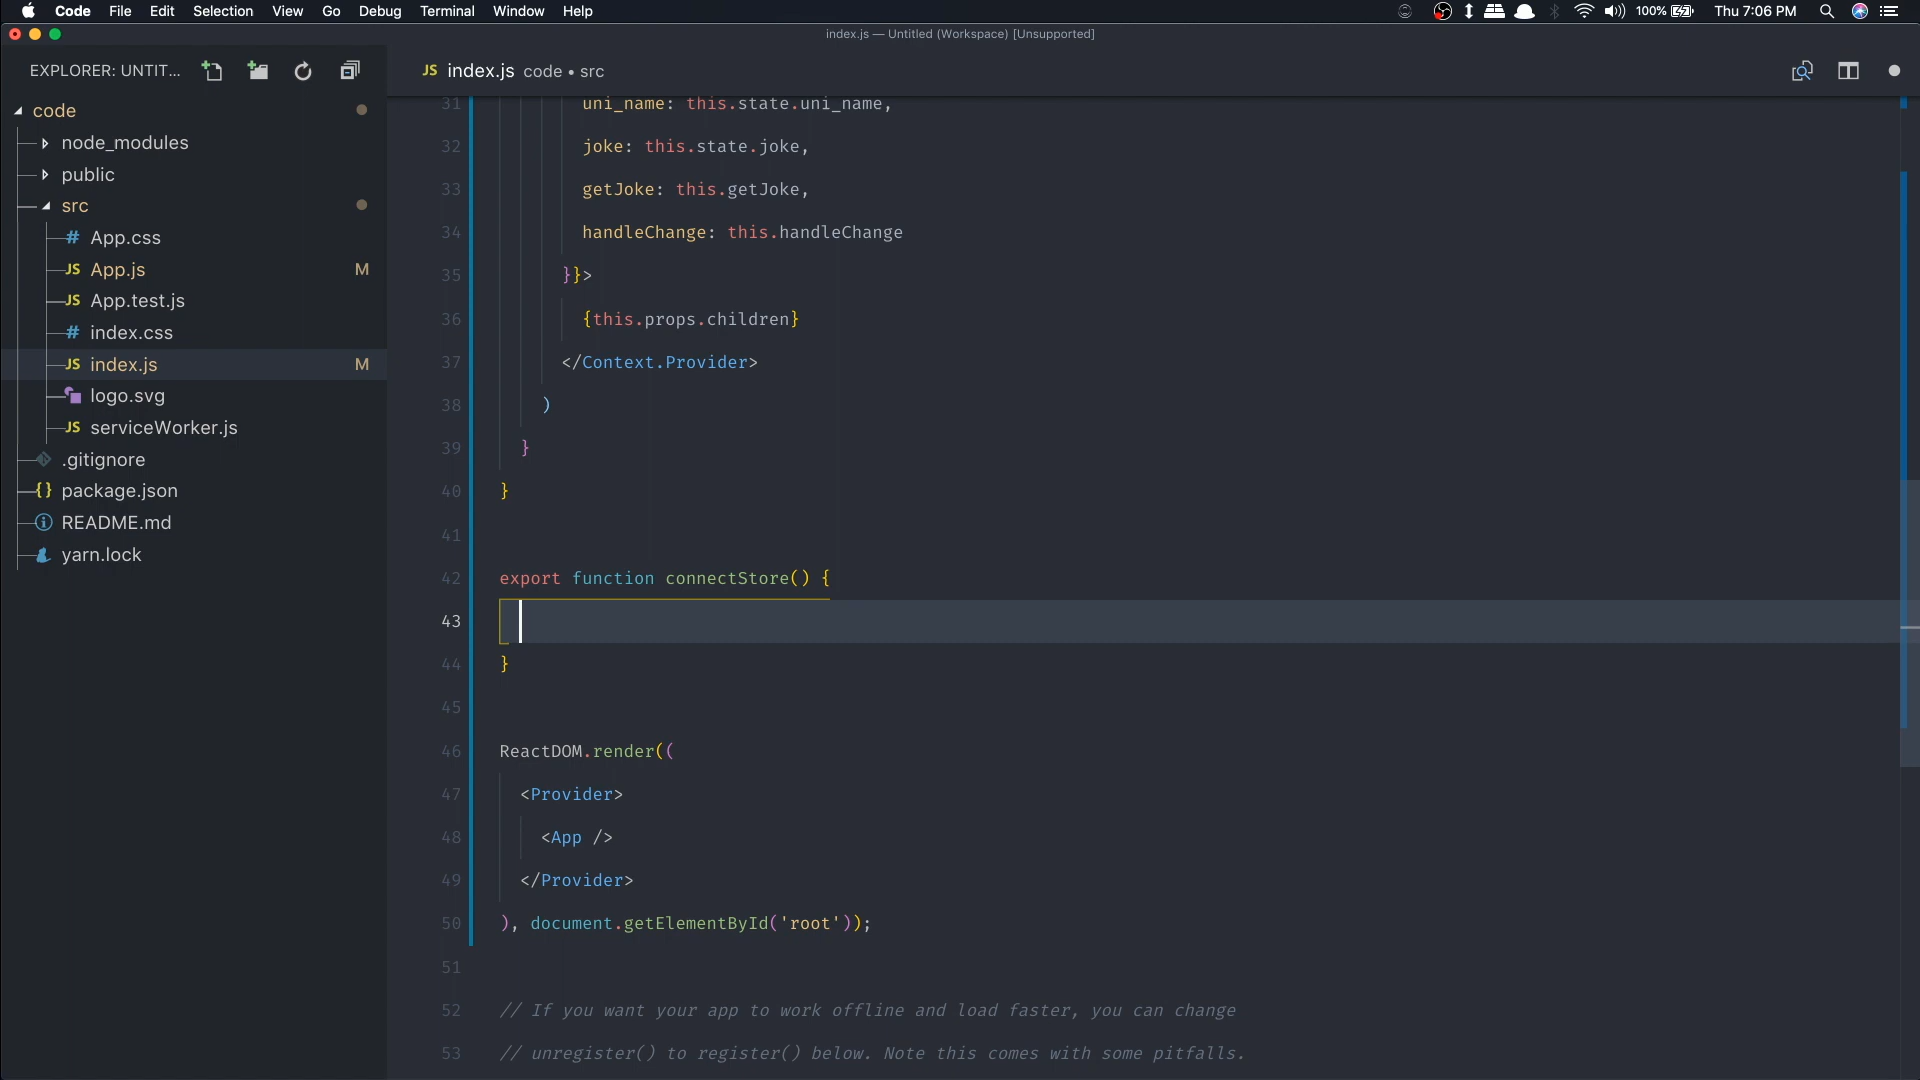 Code File Edit Selection View Go Debug Terminal Window Help 100% Thu 7:06 PM
index.js — Untitled (Workspace) [Unsupported]
EXPLORER: UNTIT...
JS index.js code • src
code
node_modules
public
src
# App.css
JS App.js M
JS App.test.js
# index.css
JS index.js M
logo.svg
JS serviceWorker.js
.gitignore
{} package.json
README.md
yarn.lock
31 uni_name: this.state.uni_name,
32 joke: this.state.joke,
33 getJoke: this.getJoke,
34 handleChange: this.handleChange
35 }}>
36 {this.props.children}
37 </Context.Provider>
38 )
39 }
40 }
41
42 export function connectStore() {
43
44 }
45
46 ReactDOM.render((
47 <Provider>
48 <App />
49 </Provider>
50 ), document.getElementById('root'));
51
52 // If you want your app to work offline and load faster, you can change
53 // unregister() to register() below. Note this comes with some pitfalls.